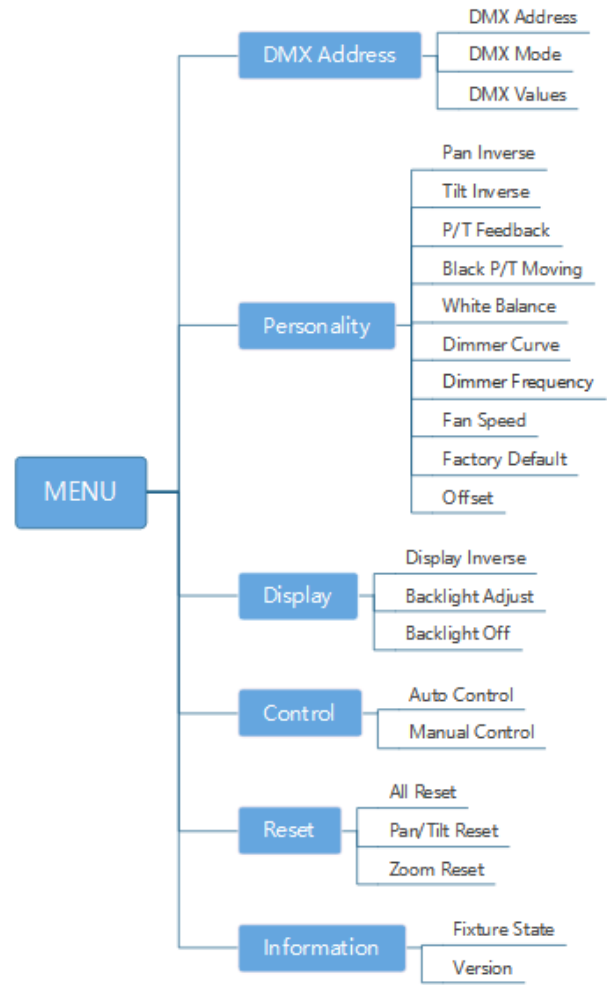 MENU
DMX Address
DMX Address
DMX Mode
DMX Values
Personality
Pan Inverse
Tilt Inverse
P/T Feedback
Black P/T Moving
White Balance
Dimmer Curve
Dimmer Frequency
Fan Speed
Factory Default
Offset
Display
Display Inverse
Backlight Adjust
Backlight Off
Control
Auto Control
Manual Control
Reset
All Reset
Pan/Tilt Reset
Zoom Reset
Information
Fixture State
Version